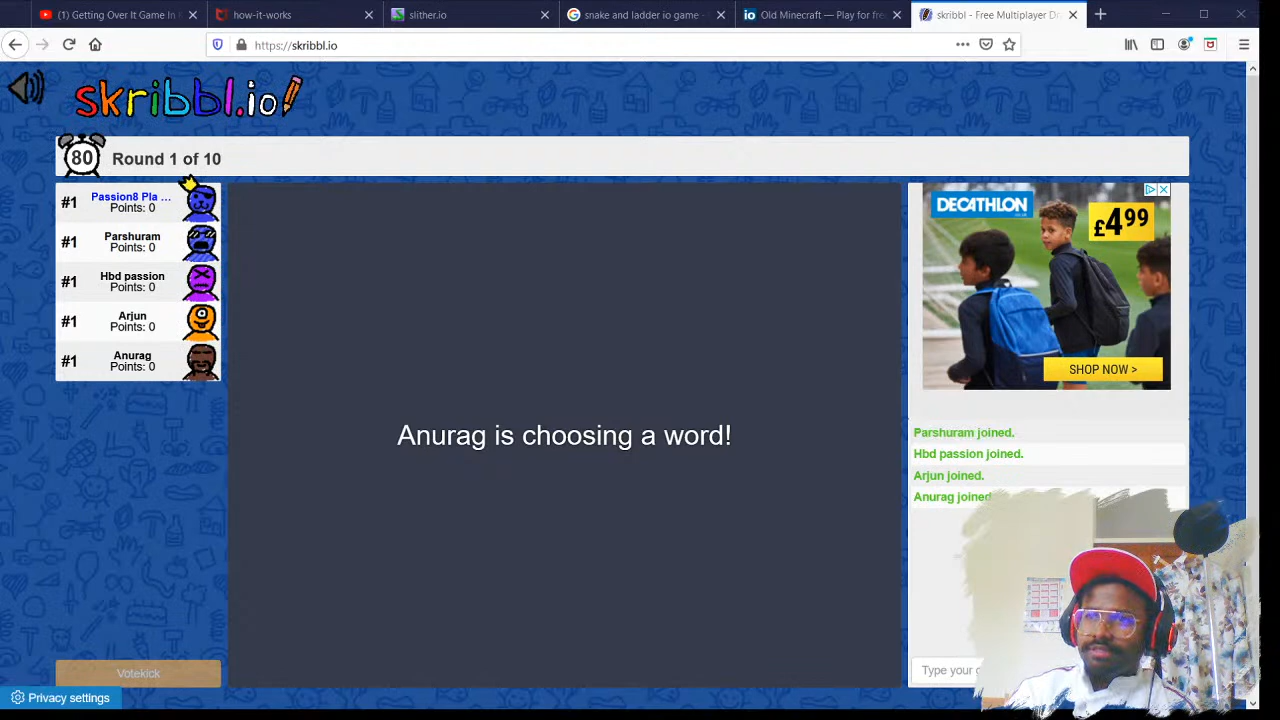 (1) Getting Over It Game In
how-it-works
slither.io
snake and ladder io game -
Old Minecraft — Play for fre
skribbl - Free Multiplayer Dr
https://skribbl.io
skribbl.io
80
Round 1 of 10
#1 Passion8 Pla ...
Points: 0
#1 Parshuram
Points: 0
#1 Hbd passion
Points: 0
#1 Arjun
Points: 0
#1 Anurag
Points: 0
Anurag is choosing a word!
DECATHLON
£4.99
SHOP NOW >
Parshuram joined.
Hbd passion joined.
Arjun joined.
Anurag joined
Type your
Votekick
Privacy settings